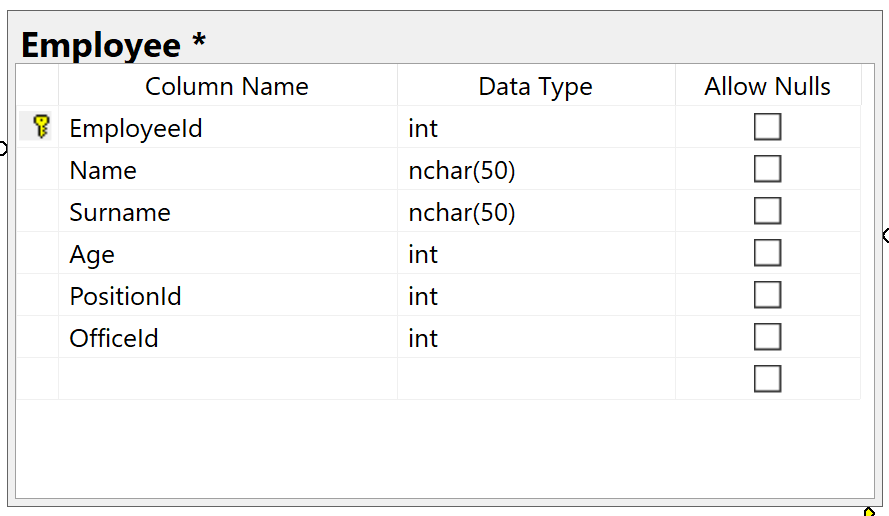 Employee *
Column Name Data Type Allow Nulls
EmployeeId int
Name nchar(50)
Surname nchar(50)
Age int
PositionId int
OfficeId int